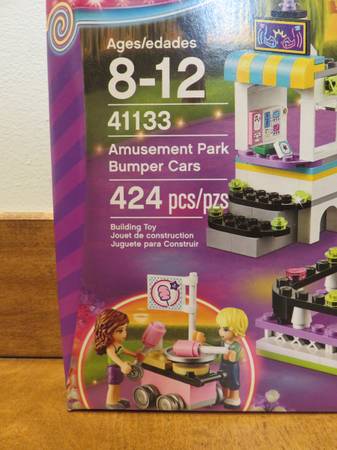 Ages/edades
8-12
41133
Amusement Park
Bumper Cars
424 pcs/pzs
Building Toy
Jouet de construction
Juguete para Construir